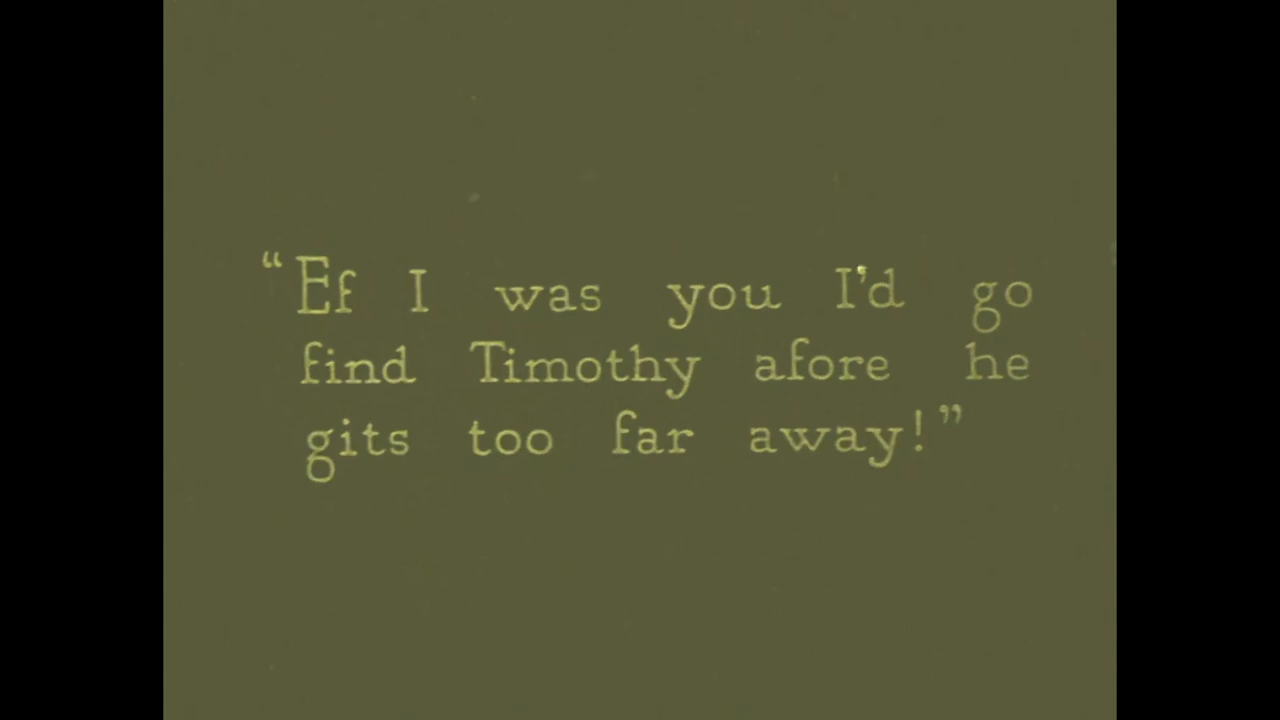 “Ef I was you I’d go
find Timothy afore he
gits too far away!”